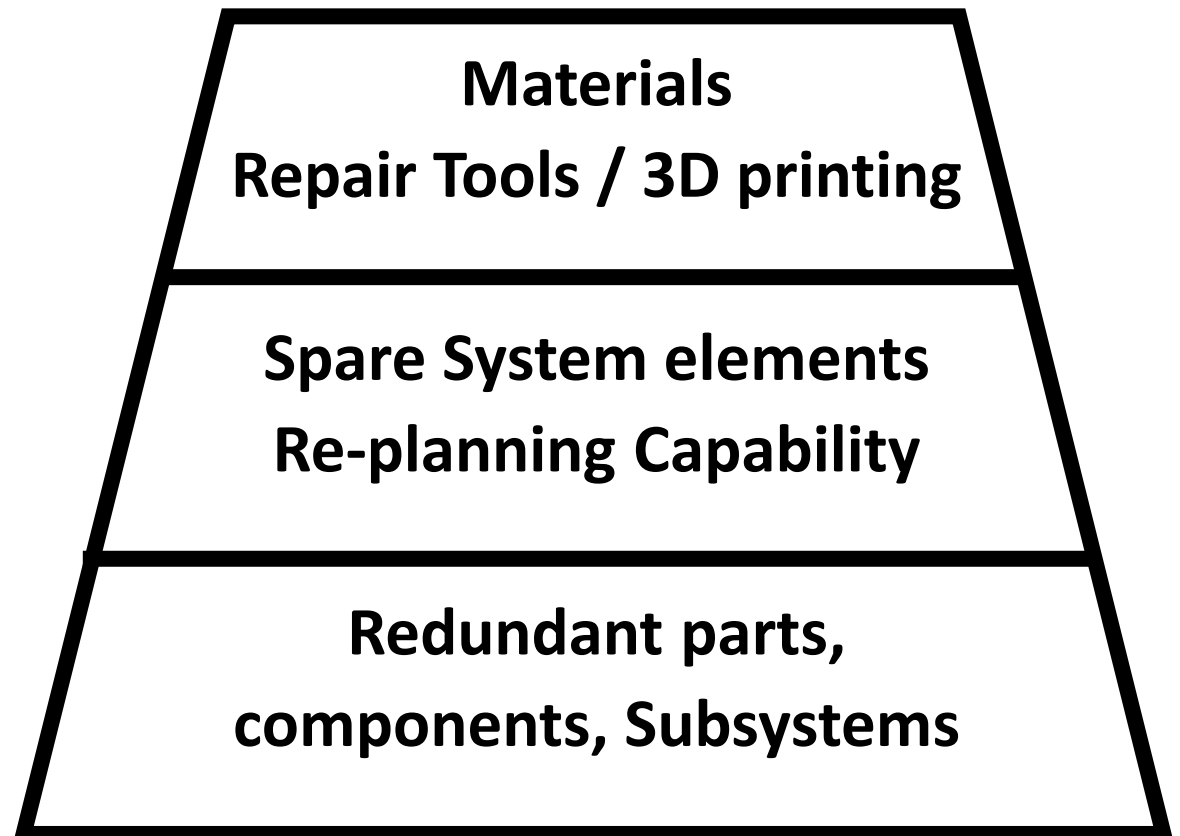 Materials
Repair Tools / 3D printing
Spare System elements
Re-planning Capability
Redundant parts,
components, Subsystems